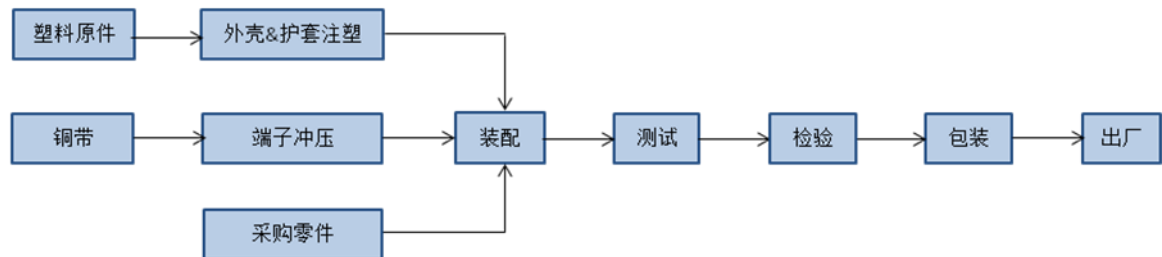 塑料原件
外壳&护套注塑
铜带
端子冲压
装配
测试
检验
包装
出厂
采购零件